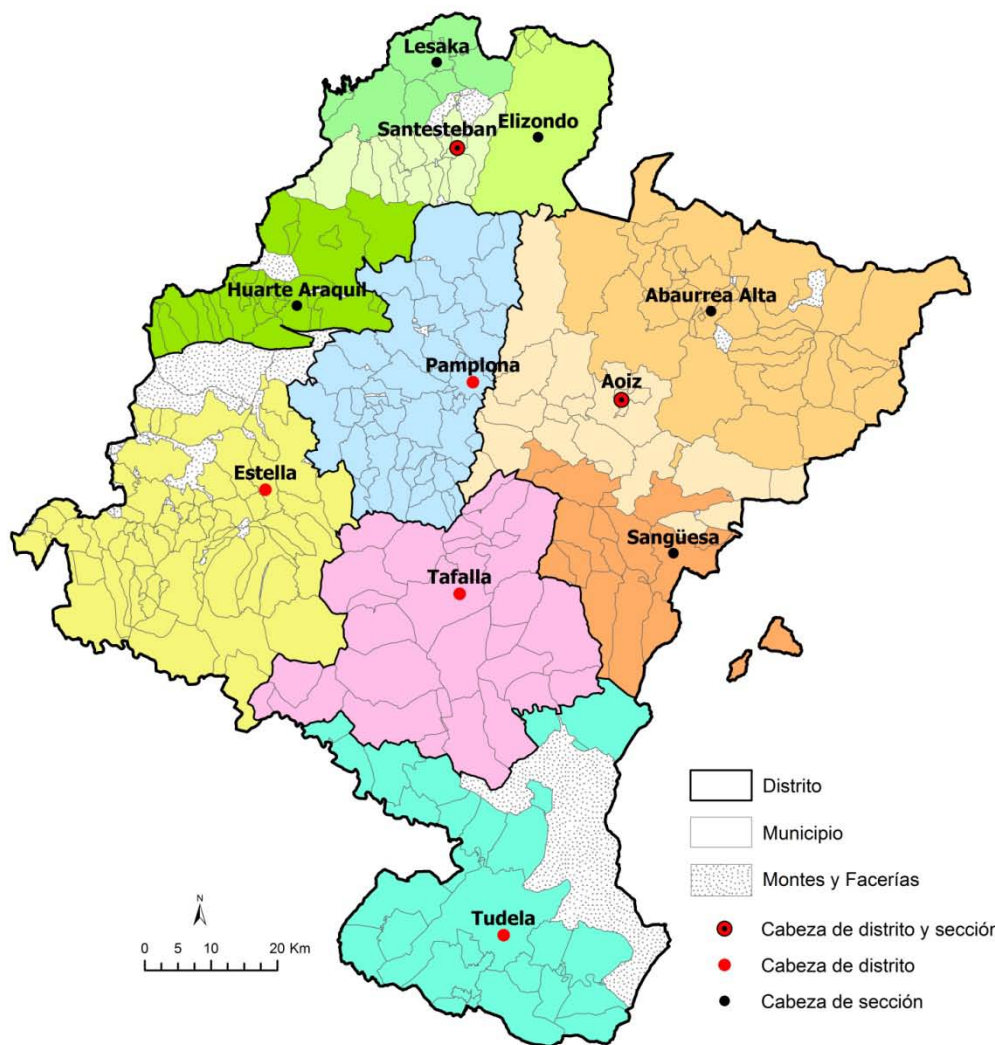 Lesaka
Elizondo
Santesteban
Huarte Araquil
Abaurrea Alta
Pamplona
Aoiz
Estella
Sangüesa
Tafalla
Tudela
Distrito
Municipio
Montes y Facerías
Cabeza de distrito y sección
Cabeza de distrito
Cabeza de sección
N
0 5 10 20 Km